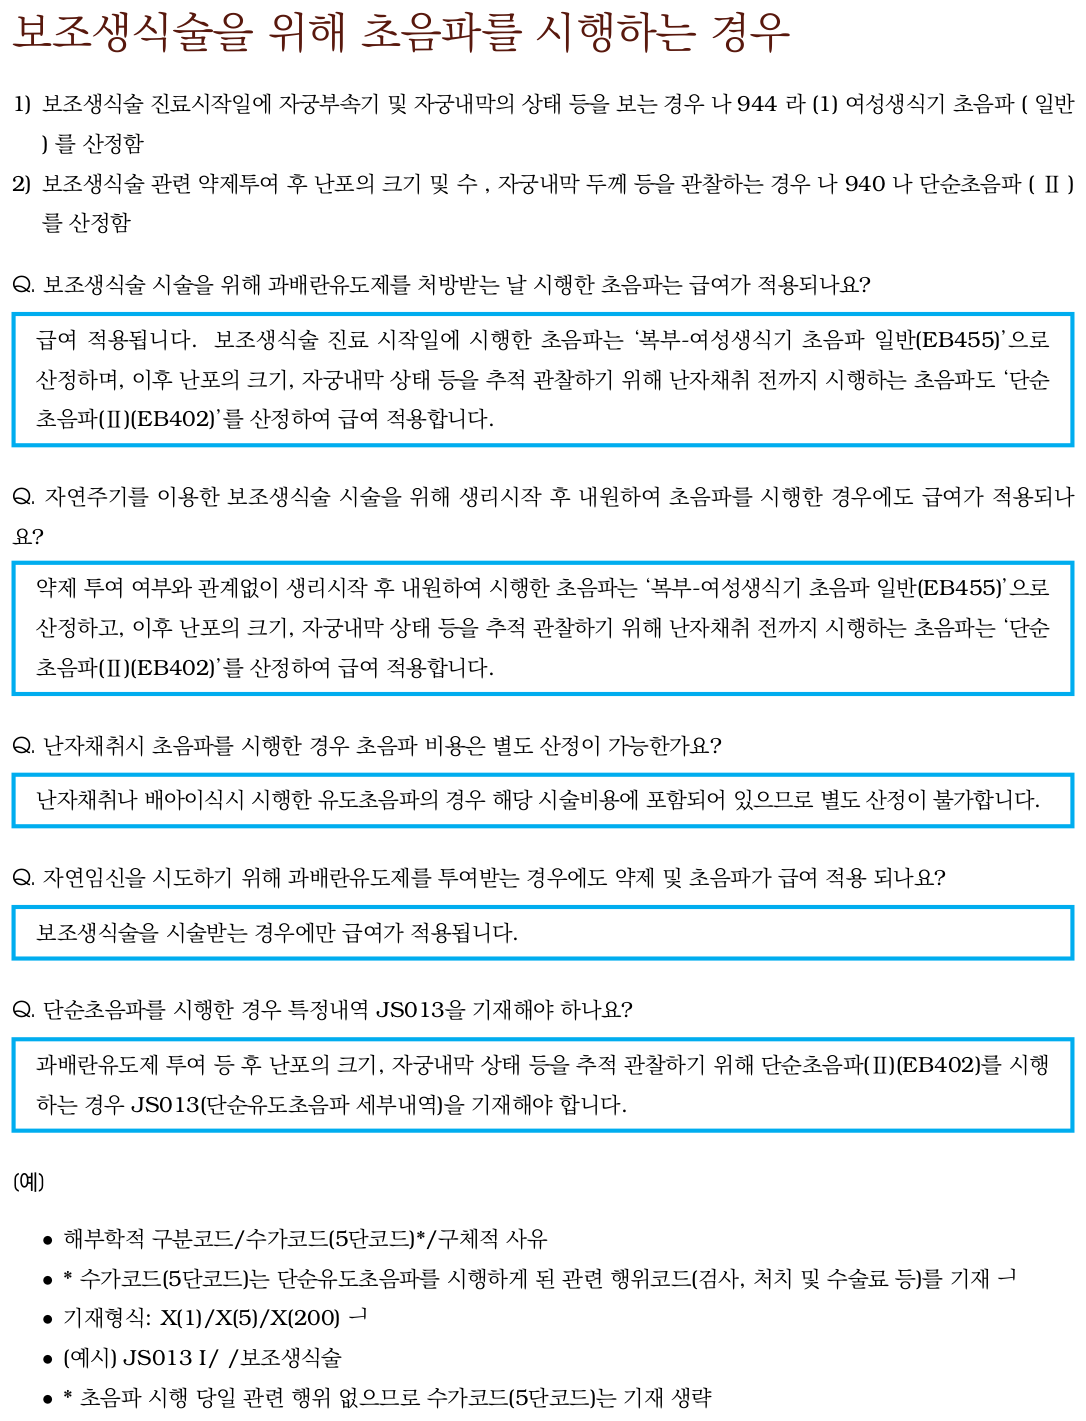 보조생식술을 위해 초음파를 시행하는 경우
1) 보조생식술 진료시작일에 자궁부속기 및 자궁내막의 상태 등을 보는 경우 나 944 라 (1) 여성생식기 초음파 ( 일반
) 를 산정함
2) 보조생식술 관련 약제투여 후 난포의 크기 및 수 , 자궁내막 두께 등을 관찰하는 경우 나 940 나 단순초음파 ( Ⅱ )
를 산정함
Q. 보조생식술 시술을 위해 과배란유도제를 처방받는 날 시행한 초음파는 급여가 적용되나요?
급여 적용됩니다. 보조생식술 진료 시작일에 시행한 초음파는 ‘복부-여성생식기 초음파 일반(EB455)’으로
산정하며, 이후 난포의 크기, 자궁내막 상태 등을 추적 관찰하기 위해 난자채취 전까지 시행하는 초음파도 ‘단순
초음파(Ⅱ)(EB402)’를 산정하여 급여 적용합니다.
Q. 자연주기를 이용한 보조생식술 시술을 위해 생리시작 후 내원하여 초음파를 시행한 경우에도 급여가 적용되나
요?
약제 투여 여부와 관계없이 생리시작 후 내원하여 시행한 초음파는 ‘복부-여성생식기 초음파 일반(EB455)’으로
산정하고, 이후 난포의 크기, 자궁내막 상태 등을 추적 관찰하기 위해 난자채취 전까지 시행하는 초음파는 ‘단순
초음파(Ⅱ)(EB402)’를 산정하여 급여 적용합니다.
Q. 난자채취시 초음파를 시행한 경우 초음파 비용은 별도 산정이 가능한가요?
난자채취나 배아이식시 시행한 유도초음파의 경우 해당 시술비용에 포함되어 있으므로 별도 산정이 불가합니다.
Q. 자연임신을 시도하기 위해 과배란유도제를 투여받는 경우에도 약제 및 초음파가 급여 적용 되나요?
보조생식술을 시술받는 경우에만 급여가 적용됩니다.
Q. 단순초음파를 시행한 경우 특정내역 JS013을 기재해야 하나요?
과배란유도제 투여 등 후 난포의 크기, 자궁내막 상태 등을 추적 관찰하기 위해 단순초음파(Ⅱ)(EB402)를 시행
하는 경우 JS013(단순유도초음파 세부내역)을 기재해야 합니다.
(예)
• 해부학적 구분코드/수가코드(5단코드)*/구체적 사유
• * 수가코드(5단코드)는 단순유도초음파를 시행하게 된 관련 행위코드(검사, 처치 및 수술료 등)를 기재 ᅴ
• 기재형식: X(1)/X(5)/X(200) ᅴ
• (예시) JS013 I/ /보조생식술
• * 초음파 시행 당일 관련 행위 없으므로 수가코드(5단코드)는 기재 생략